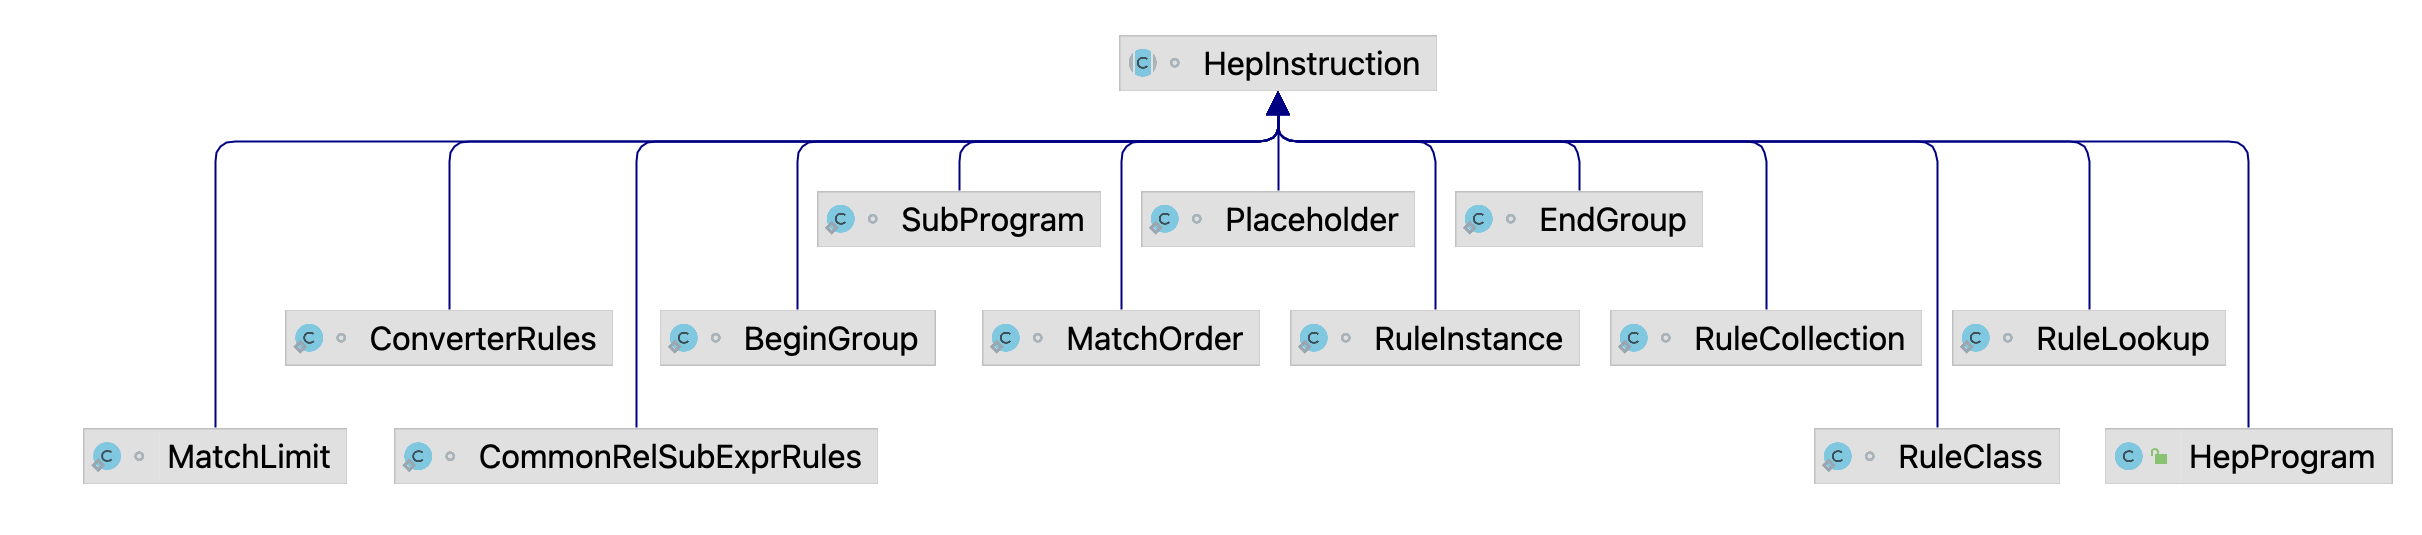 HepInstruction
SubProgram
Placeholder
EndGroup
ConverterRules
BeginGroup
MatchOrder
RuleInstance
RuleCollection
RuleLookup
MatchLimit
CommonRelSubExprRules
RuleClass
HepProgram